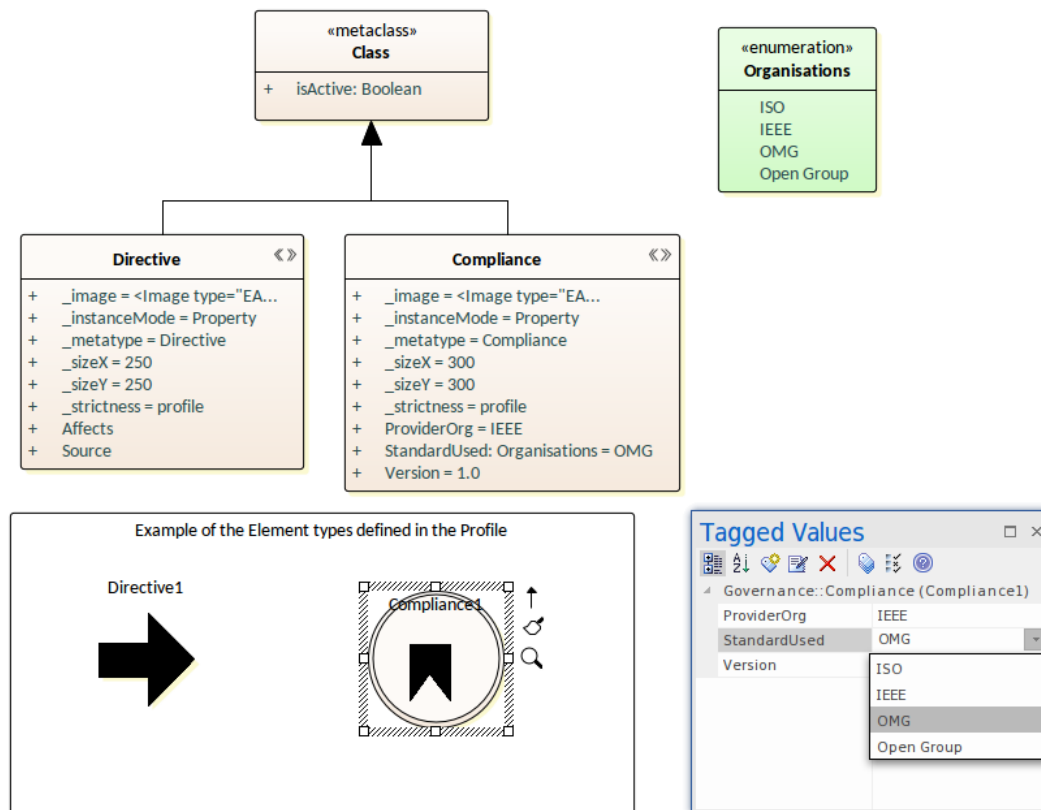 «metaclass»
Class
+ isActive: Boolean
«enumeration»
Organisations
ISO
IEEE
OMG
Open Group
Directive
+ _image = <Image type="EA...
+ _instanceMode = Property
+ _metatype = Directive
+ _sizeX = 250
+ _sizeY = 250
+ _strictness = profile
+ Affects
+ Source
Compliance
+ _image = <Image type="EA...
+ _instanceMode = Property
+ _metatype = Compliance
+ _sizeX = 300
+ _sizeY = 300
+ _strictness = profile
+ ProviderOrg = IEEE
+ StandardUsed: Organisations = OMG
+ Version = 1.0
Example of the Element types defined in the Profile
Directive1
Compliance1
Tagged Values
Governance::Compliance (Compliance1)
ProviderOrg IEEE
StandardUsed OMG
Version
ISO
IEEE
OMG
Open Group